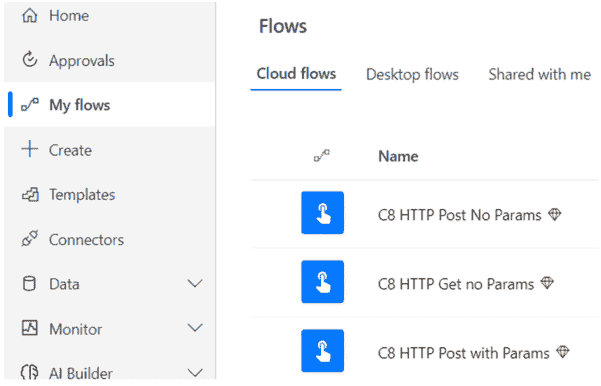 Home
Approvals
My flows
Create
Templates
Connectors
Data
Monitor
AI Builder
Flows
Cloud flows Desktop flows Shared with me
Name
C8 HTTP Post No Params
C8 HTTP Get no Params
C8 HTTP Post with Params